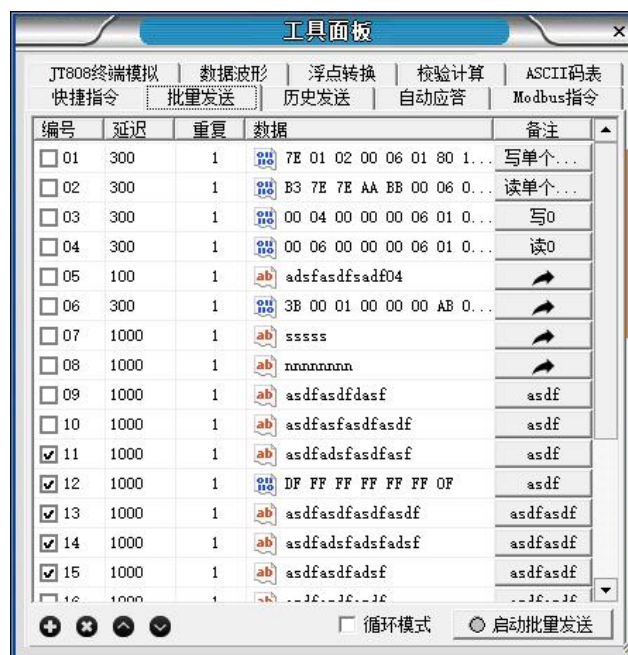 工具面板
JT808终端模拟 数据波形 浮点转换 校验计算 ASCII码表
快捷指令 批量发送 历史发送 自动应答 Modbus指令
编号 延迟 重复 数据 备注
01 300 1 7E 01 02 00 06 01 80 1... 写单个...
02 300 1 B3 7E 7E AA BB 00 06 0... 读单个...
03 300 1 00 04 00 00 00 06 01 0... 写0
04 300 1 00 06 00 00 00 06 01 0... 读0
05 100 1 ab adsfasdfsadf04
06 300 1 3B 00 01 00 00 00 AB 0...
07 1000 1 ab sssss
08 1000 1 ab nnnnnnnn
09 1000 1 ab asdfasdfdasf asdf
10 1000 1 ab asdfasfasdfasdf asdf
11 1000 1 ab asdfadsfasdfasf asdf
12 1000 1 DF FF FF FF FF FF 0F asdf
13 1000 1 ab asdfasdfasdfasdf asdfasdf
14 1000 1 ab asdfadsfadsfadsf asdfasdf
15 1000 1 ab asdfasdfadsf asdfasdf
循环模式 启动批量发送